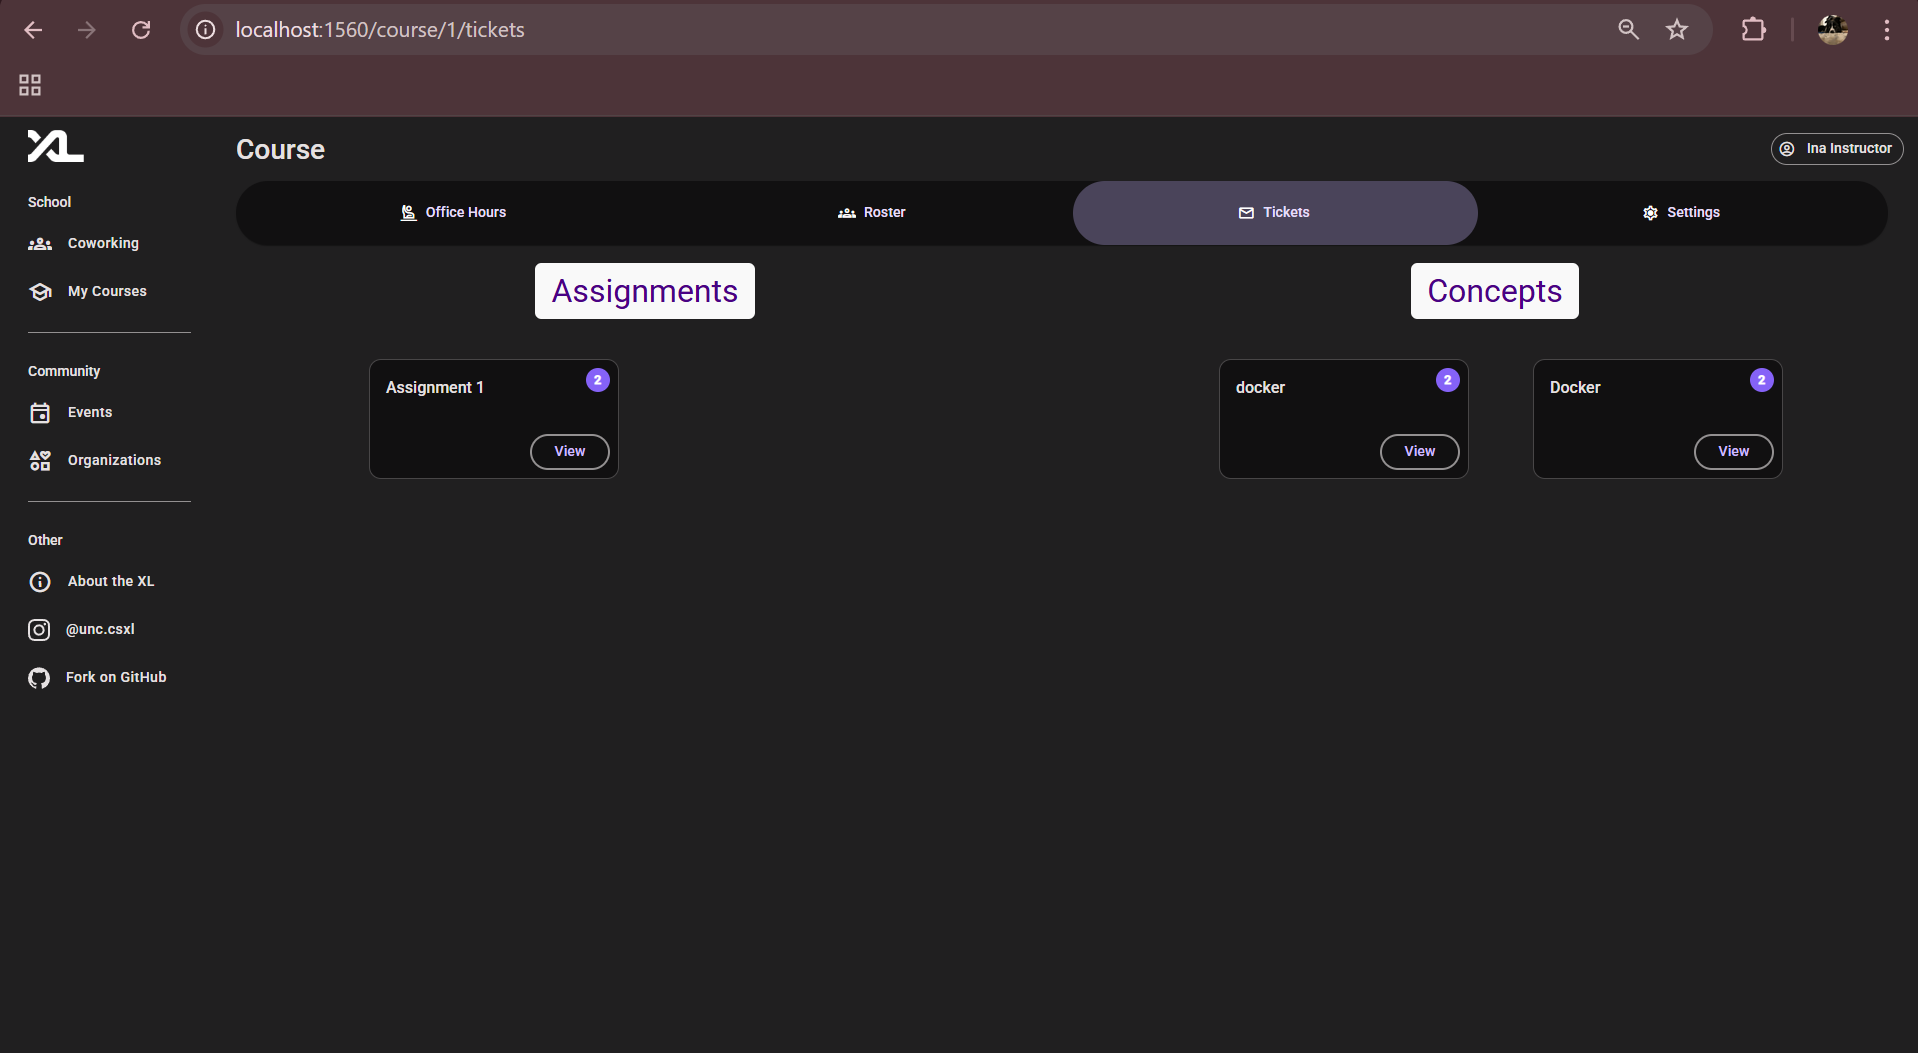 localhost:1560/course/1/tickets
XL
Course
Ina Instructor
School
Coworking
My Courses
Community
Events
Organizations
Other
About the XL
@unc.csxl
Fork on GitHub
Office Hours
Roster
Tickets
Settings
Assignments
Concepts
Assignment 1
2
View
docker
2
View
Docker
2
View